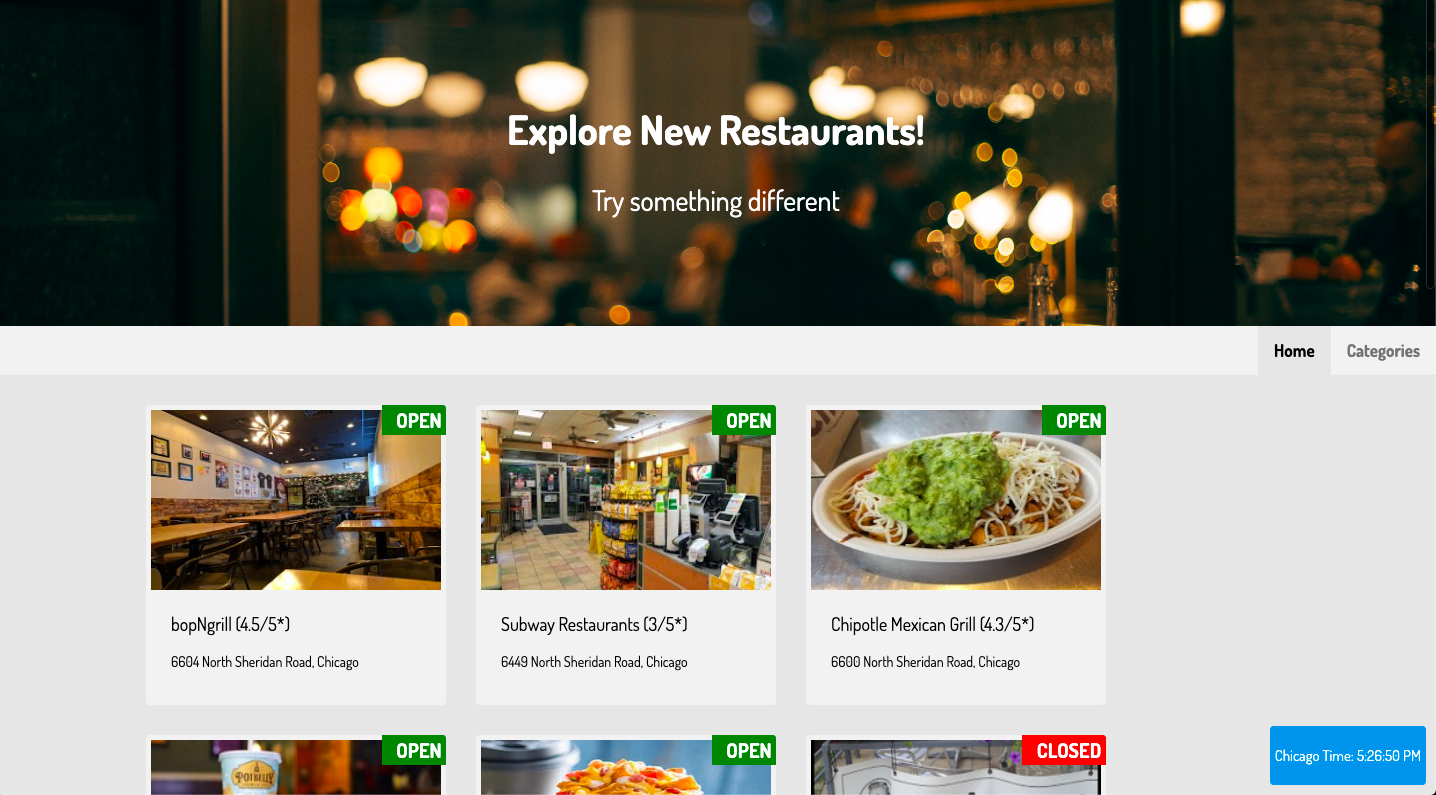 Explore New Restaurants!
Try something different
Home
Categories
OPEN
OPEN
OPEN
bopNgrill (4.5/5*)
6604 North Sheridan Road, Chicago
Subway Restaurants (3/5*)
6449 North Sheridan Road, Chicago
Chipotle Mexican Grill (4.3/5*)
6600 North Sheridan Road, Chicago
OPEN
OPEN
CLOSED
POTBELLY
Chicago Time: 5:26:50 PM